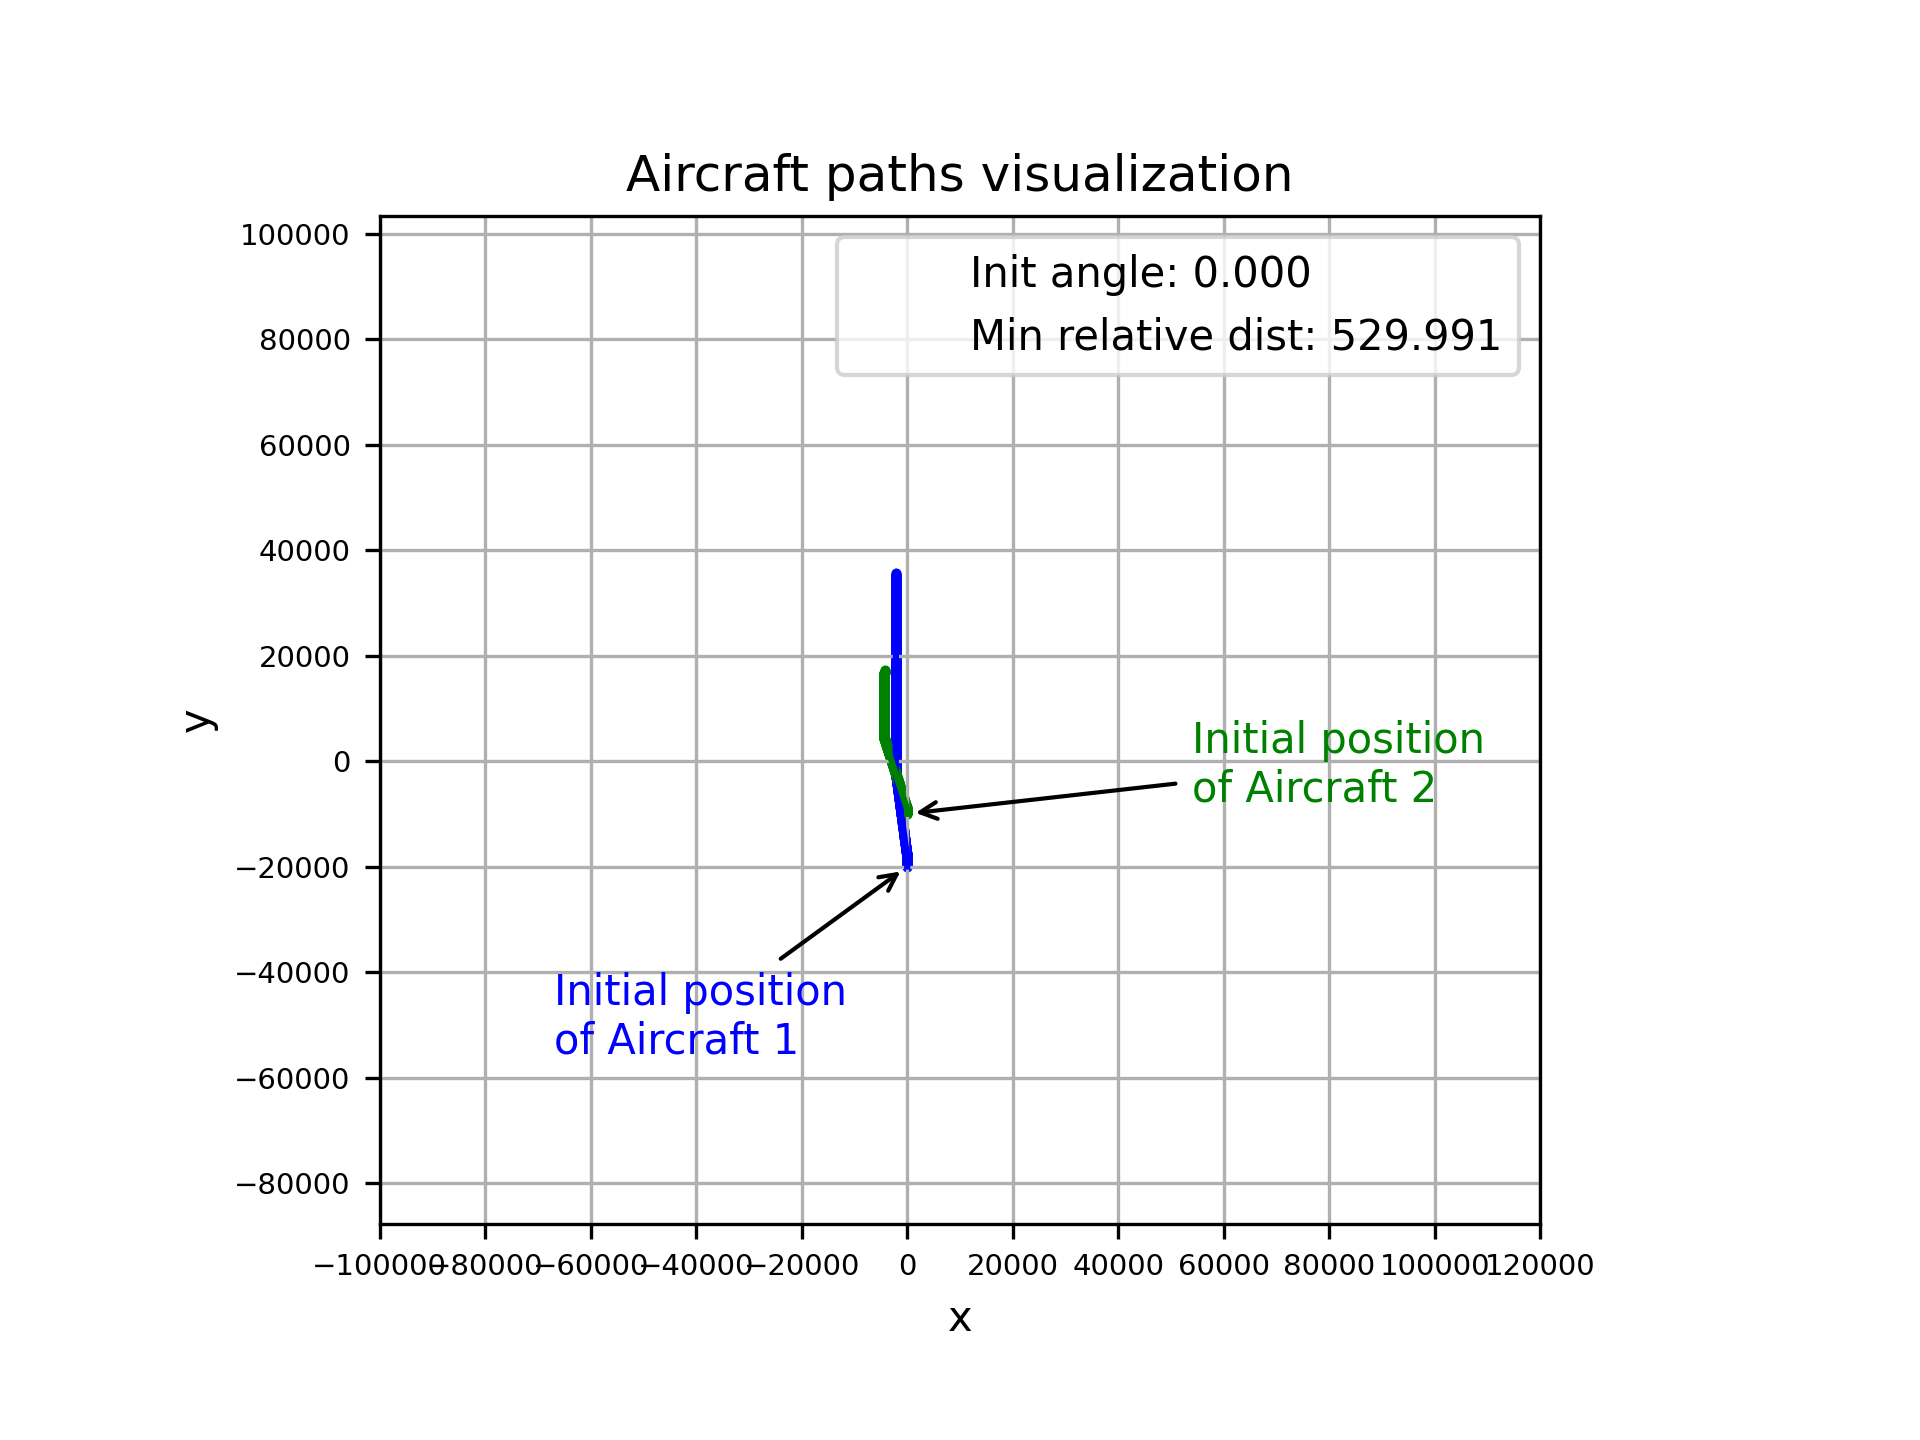 Aircraft paths visualization
Init angle: 0.000
Min relative dist: 529.991
100000
80000
60000
40000
20000
0
−20000
−40000
−60000
−80000
y
Initial position
of Aircraft 2
Initial position
of Aircraft 1
−100000 −80000 −60000 −40000 −20000 0 20000 40000 60000 80000 100000 120000
x